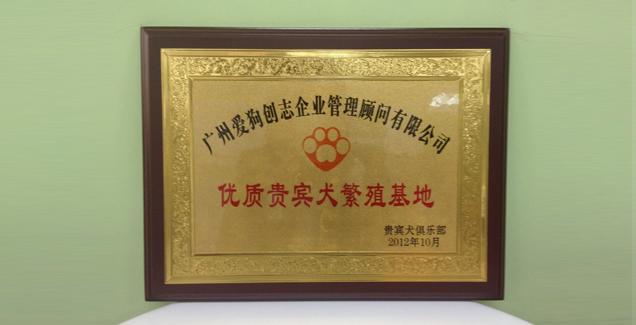 广州爱狗创志企业管理顾问有限公司
优质贵宾犬繁殖基地
贵宾犬俱乐部
2012年10月